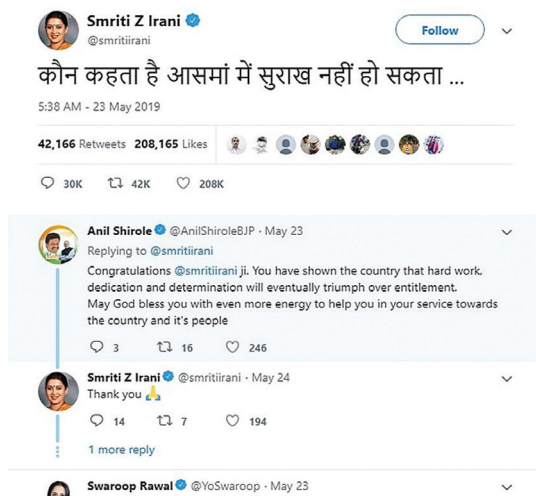 Smriti Z Irani
@smritiirani
Follow
कौन कहता है आसमां में सुराख नहीं हो सकता ...
5:38 AM - 23 May 2019
42,166 Retweets 208,165 Likes
30K 42K 208K
Anil Shirole @AnilShiroleBJP · May 23
Replying to @smritiirani
Congratulations @smritiirani ji. You have shown the country that hard work,
dedication and determination will eventually triumph over entitlement.
May God bless you with even more energy to help you in your service towards
the country and it's people
3 16 246
Smriti Z Irani @smritiirani · May 24
Thank you 🙏
14 7 194
1 more reply
Swaroop Rawal @YoSwaroop · May 23